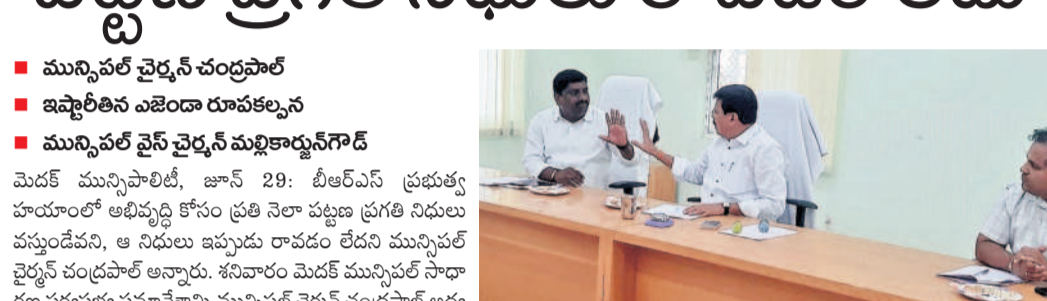 మున్సిపల్ చైర్మన్ చంద్రపాల్
ఇష్టారీతిన ఎజెండా రూపకల్పన
మున్సిపల్ వైస్ చైర్మన్ మల్లికార్జున్‌గౌడ్
మెదక్ మున్సిపాలిటీ, జూన్ 29: బీఆర్ఎస్ ప్రభుత్వ
హయాంలో అభివృద్ధి కోసం ప్రతి నెలా పట్టణ ప్రగతి నిధులు
వస్తుండేవని, ఆ నిధులు ఇప్పుడు రావడం లేదని మున్సిపల్
చైర్మన్ చంద్రపాల్ అన్నారు. శనివారం మెదక్ మున్సిపల్ సాధా